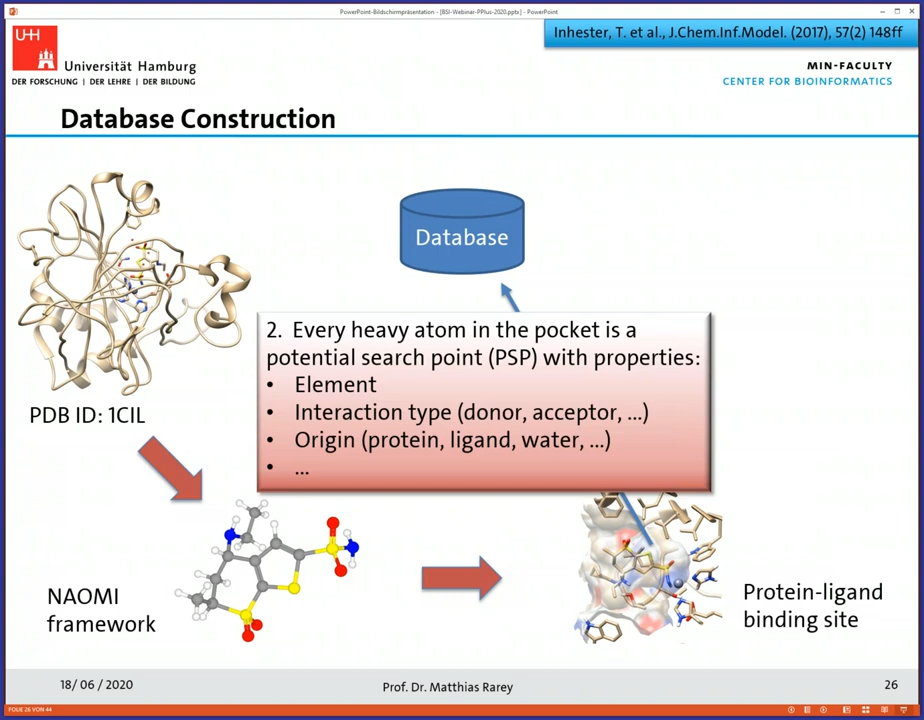 PowerPoint-Bildschirmpräsentation - [BSI-Webinar-PPlus-2020.pptx] - PowerPoint
Inhester, T. et al., J.Chem.Inf.Model. (2017), 57(2) 148ff
UHH
Universität Hamburg
DER FORSCHUNG | DER LEHRE | DER BILDUNG
MIN-FACULTY
CENTER FOR BIOINFORMATICS
Database Construction
Database
2. Every heavy atom in the pocket is a
potential search point (PSP) with properties:
• Element
• Interaction type (donor, acceptor, ...)
• Origin (protein, ligand, water, ...)
• ...
PDB ID: 1CIL
NAOMI
framework
Protein-ligand
binding site
18/ 06 / 2020
Prof. Dr. Matthias Rarey
26
FOLIE 26 VON 44